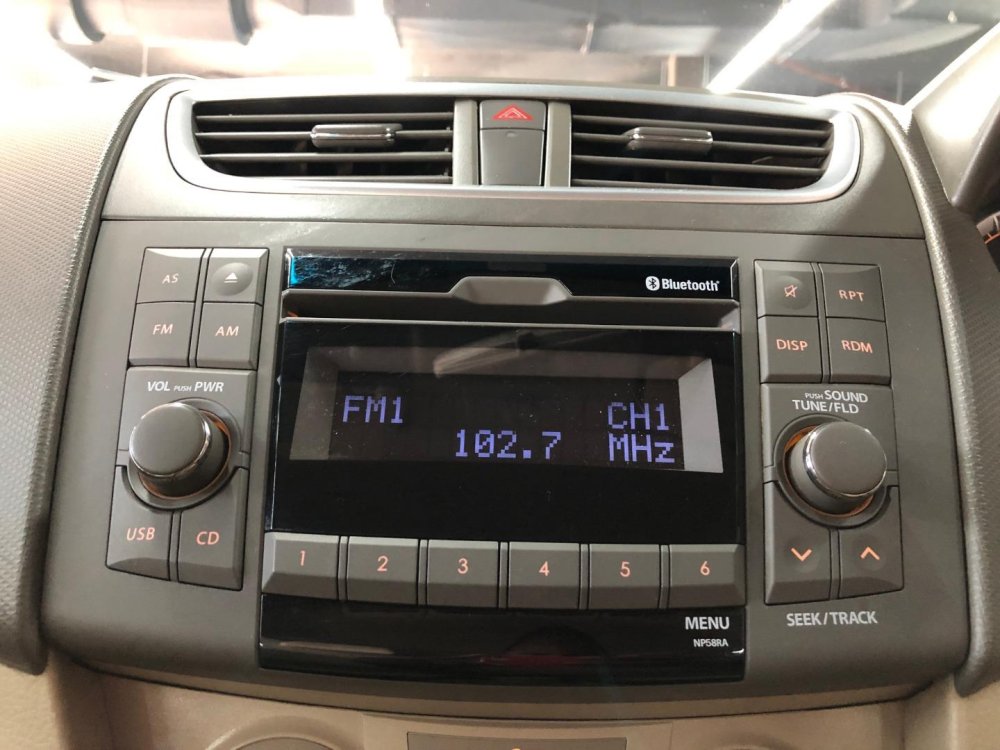 AS
Bluetooth®
RPT
FM
AM
DISP
RDM
VOL PUSH PWR
PUSH SOUND
TUNE/FLD
FM1
CH1
102.7
MHz
USB
CD
1
2
3
4
5
6
MENU
NP58RA
SEEK/TRACK